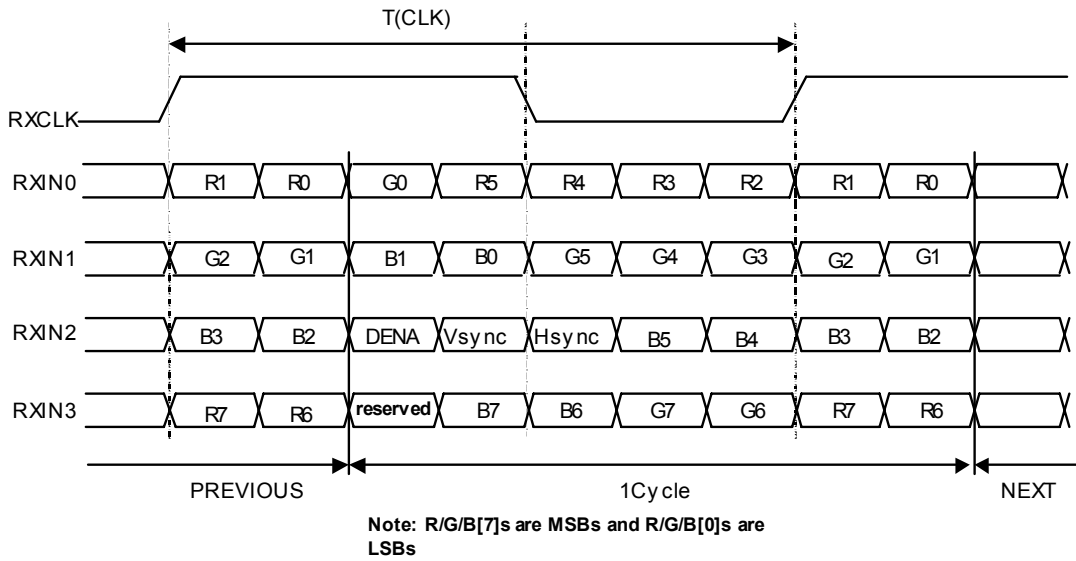 T(CLK)
RXCLK
RXIN0 R1 R0 G0 R5 R4 R3 R2 R1 R0
RXIN1 G2 G1 B1 B0 G5 G4 G3 G2 G1
RXIN2 B3 B2 DENA Vsync Hsync B5 B4 B3 B2
RXIN3 R7 R6 reserved B7 B6 G7 G6 R7 R6
PREVIOUS 1Cycle NEXT
Note: R/G/B[7]s are MSBs and R/G/B[0]s are
LSBs